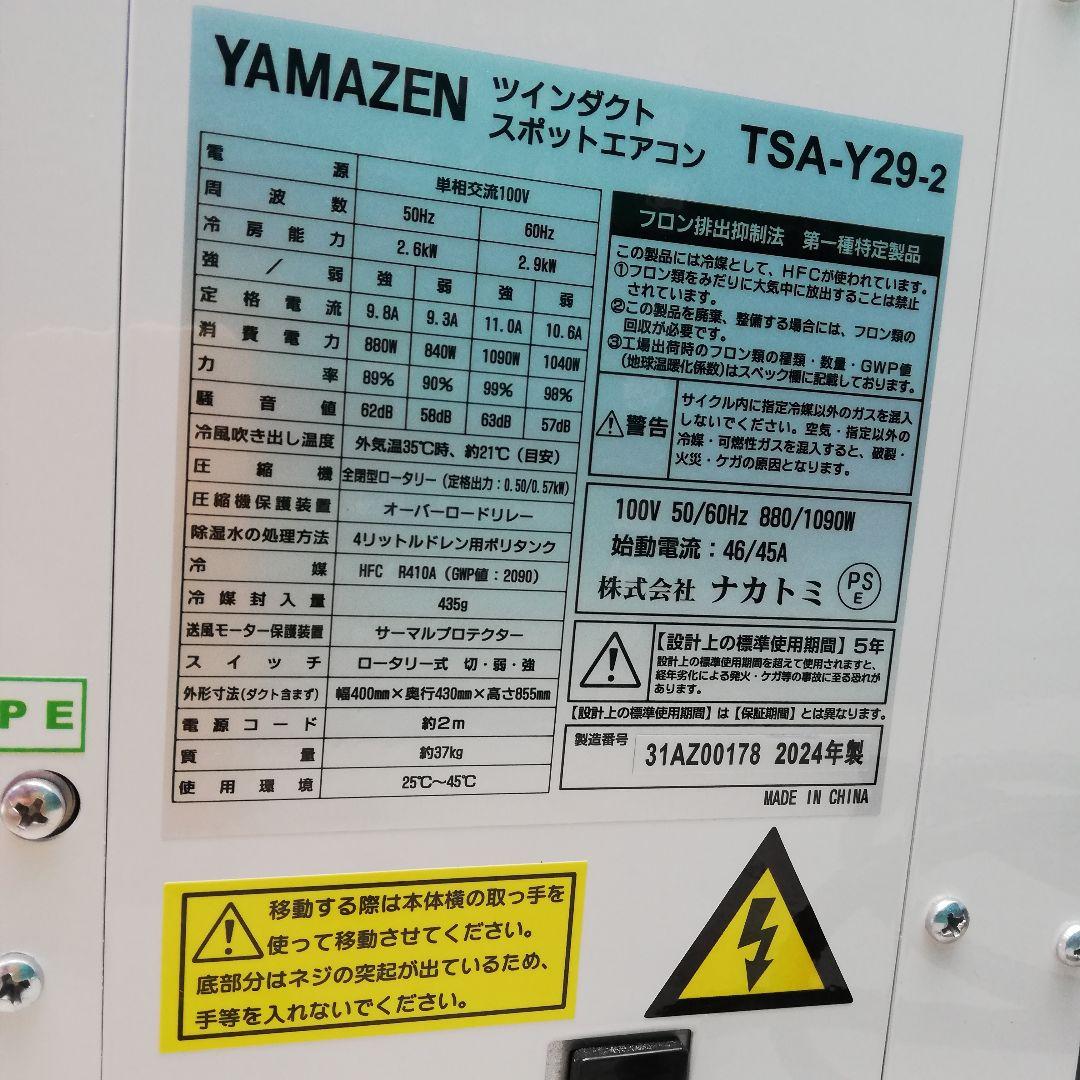 YAMAZEN ツインダクト スポットエアコン TSA-Y29-2
電源 単相交流100V
周波数 50Hz 60Hz
冷房能力 2.6kW 2.9kW
強/弱 強 弱 強 弱
定格電流 9.8A 9.3A 11.0A 10.6A
消費電力 880W 840W 1090W 1040W
力率 89% 90% 99% 98%
騒音値 62dB 58dB 63dB 57dB
冷風吹き出し温度 外気温35℃時、約21℃(目安)
圧縮機 全閉型ロータリー(定格出力:0.50/0.57kW)
圧縮機保護装置 オーバーロードリレー
除湿水の処理方法 4リットルドレン用ポリタンク
冷媒 HFC R410A(GWP値:2090)
冷媒封入量 435g
送風モーター保護装置 サーマルプロテクター
スイッチ ロータリー式 切・弱・強
外形寸法(ダクト含まず) 幅400mm×奥行430mm×高さ855mm
電源コード 約2m
質量 約37kg
使用環境 25℃~45℃
フロン排出抑制法 第一種特定製品
この製品には冷媒として、HFCが使われています。
①フロン類をみだりに大気中に放出することは禁止
されています。
②この製品を廃棄、整備する場合には、フロン類の
回収が必要です。
③工場出荷時のフロン類の種類・数量・GWP値
(地球温暖化係数)はスペック欄に記載しております。
警告
サイクル内に指定冷媒以外のガスを混入
しないでください。空気・指定以外の
冷媒・可燃性ガスを混入すると、破裂・
火災・ケガの原因となります。
100V 50/60Hz 880/1090W
始動電流:46/45A
株式会社 ナカトミ PS E
【設計上の標準使用期間】5年
設計上の標準使用期間を超えて使用されますと、
経年劣化による発火・ケガ等の事故に至る恐れが
あります。
【設計上の標準使用期間】は【保証期間】とは異なります。
製造番号 31AZ00178 2024年製
MADE IN CHINA
PE
移動する際は本体横の取っ手を
使って移動させてください。
底部分はネジの突起が出ているため、
手等を入れないでください。